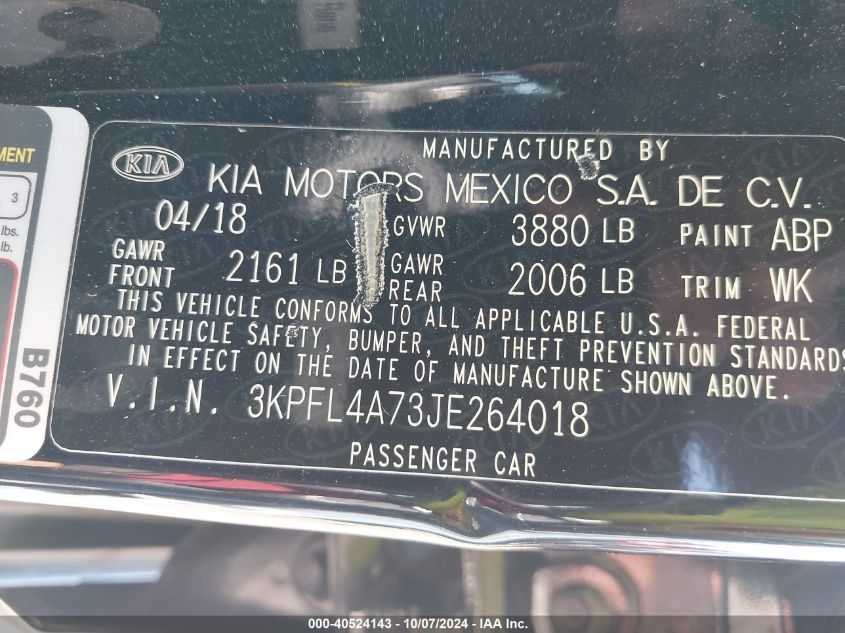 MENT
3
lbs.
lb.
B760
MANUFACTURED BY
KIA
KIA MOTORS MEXICO S.A. DE C.V.
04/18 GVWR 3880 LB PAINT ABP
GAWR FRONT 2161 LB GAWR REAR 2006 LB TRIM WK
THIS VEHICLE CONFORMS TO ALL APPLICABLE U.S.A. FEDERAL
MOTOR VEHICLE SAFETY, BUMPER, AND THEFT PREVENTION STANDARDS
IN EFFECT ON THE DATE OF MANUFACTURE SHOWN ABOVE.
V.I.N. 3KPFL4A73JE264018
PASSENGER CAR
000-40524143 - 10/07/2024 - IAA Inc.